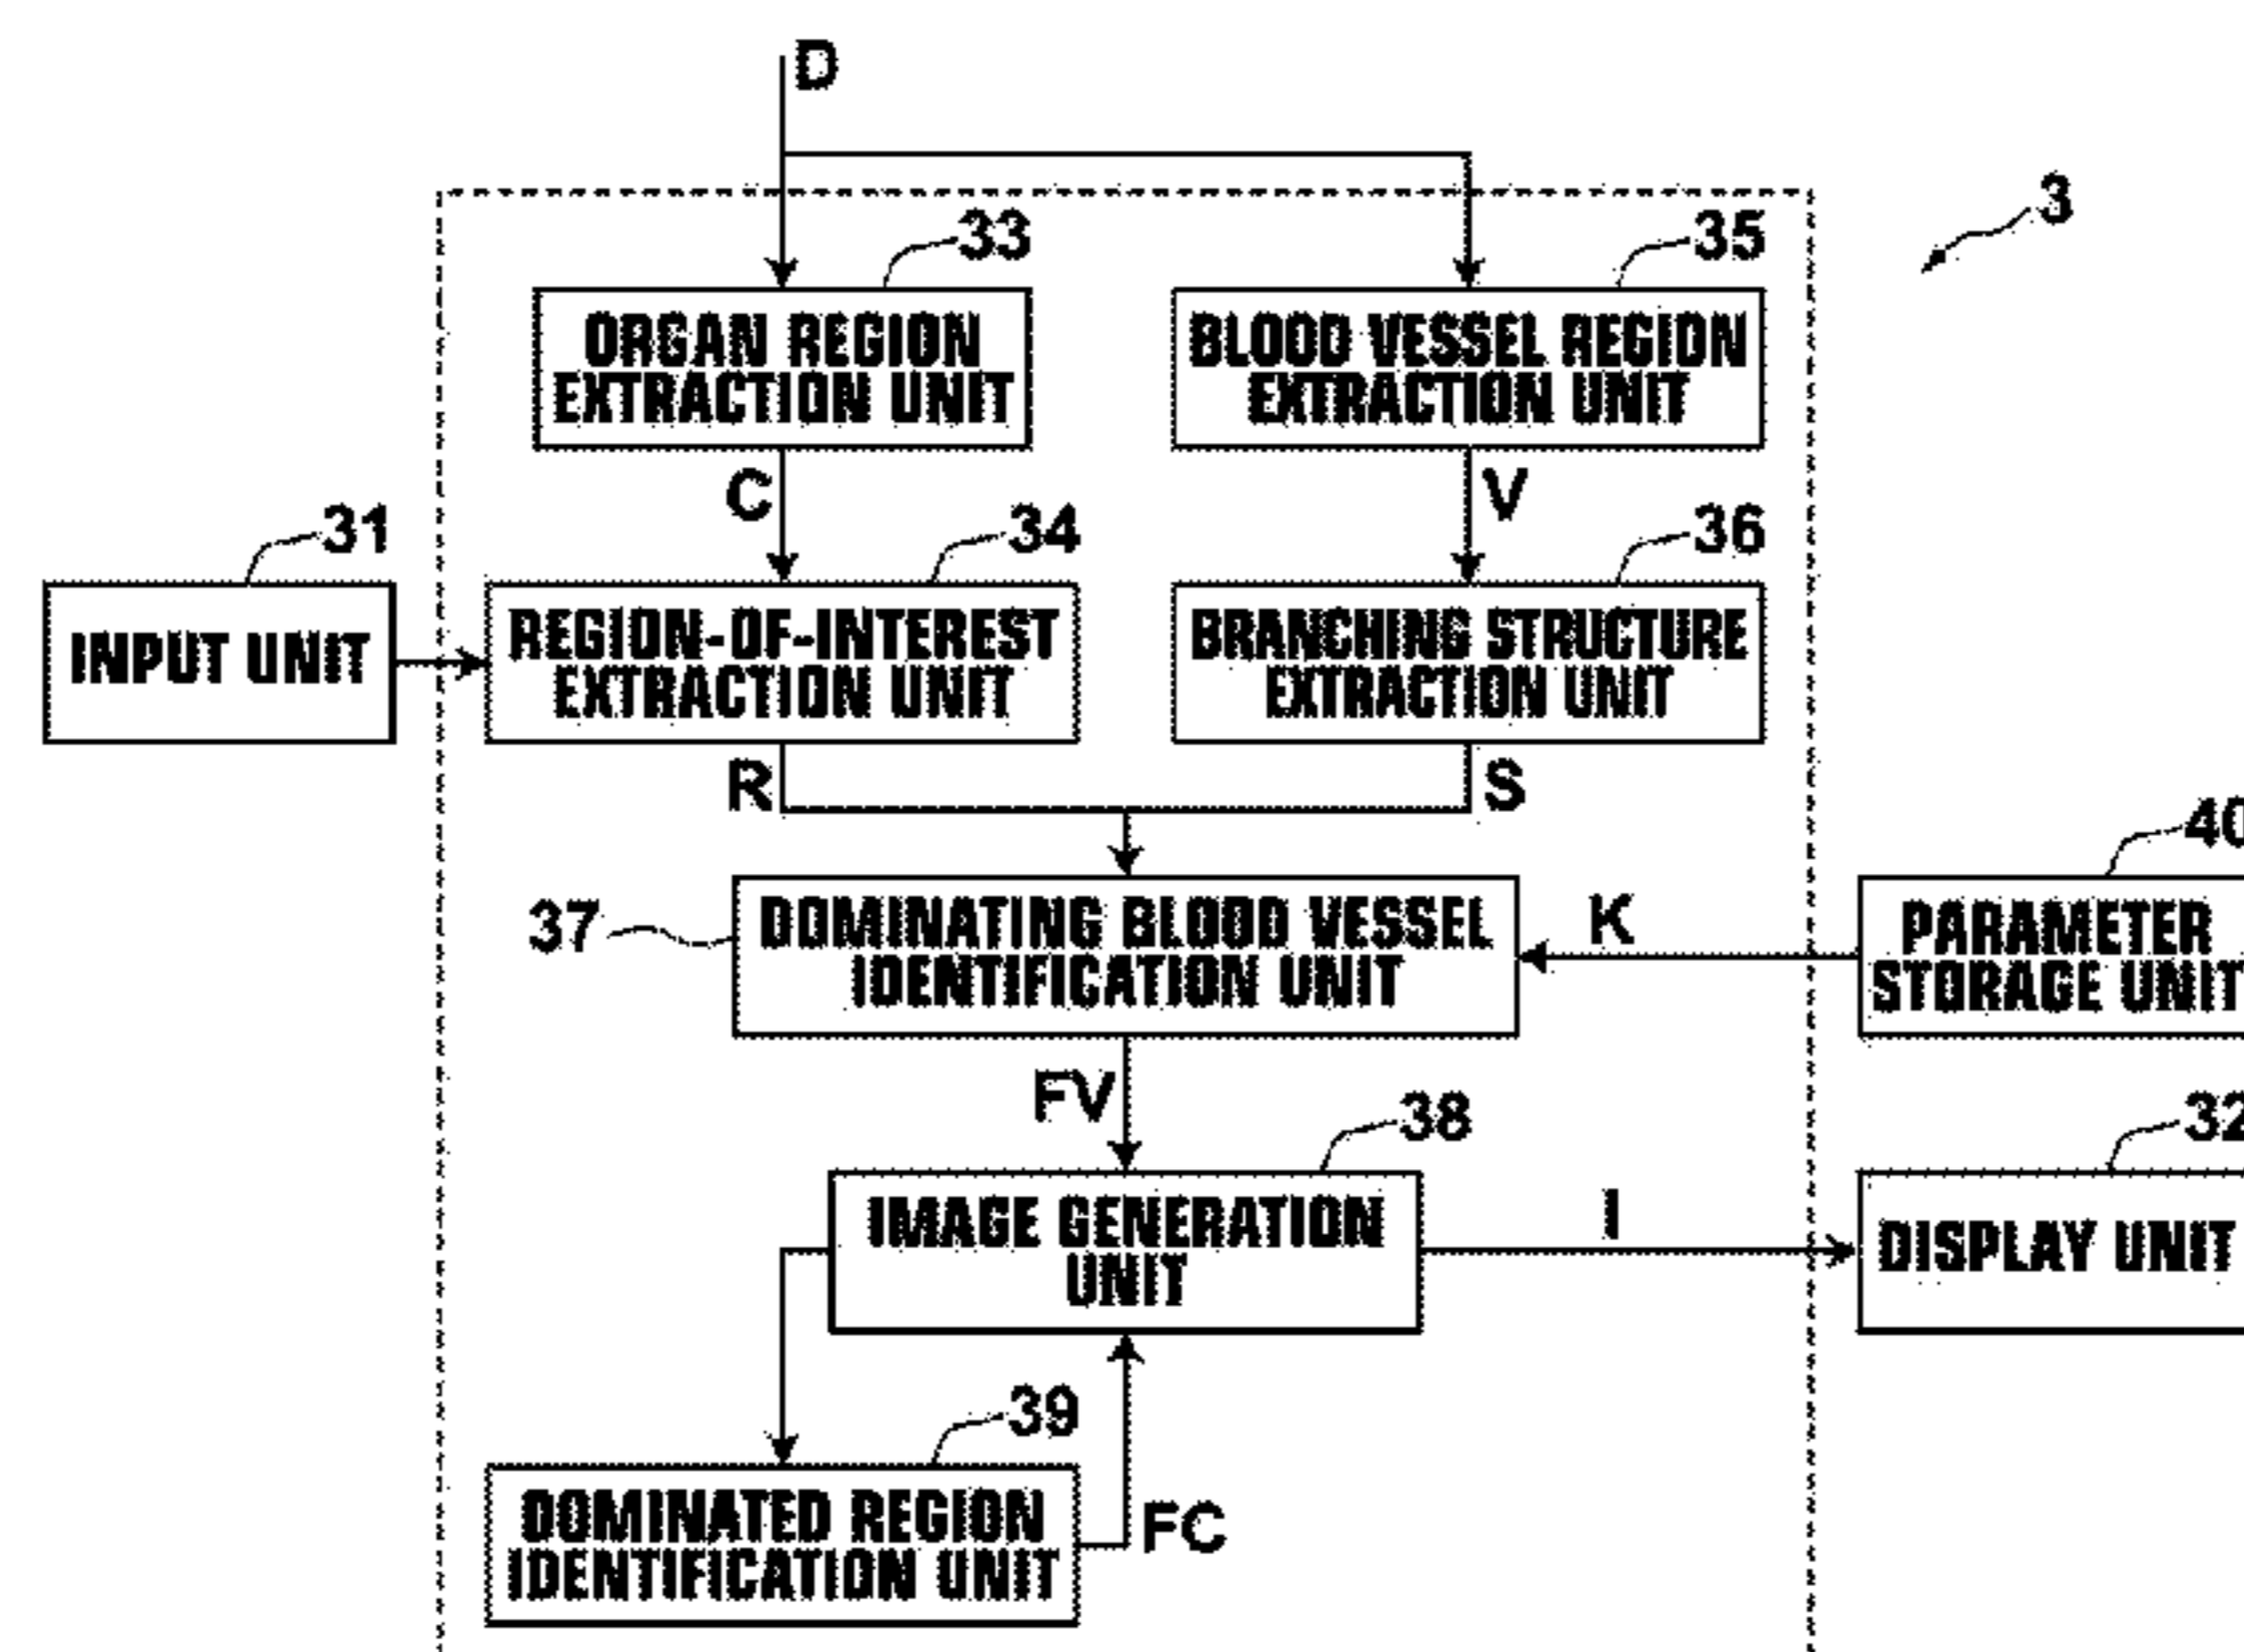 D
3
33
35
ORGAN REGION
EXTRACTION UNIT
BLOOD VESSEL REGION
EXTRACTION UNIT
C
V
31
34
36
INPUT UNIT
REGION-OF-INTEREST
EXTRACTION UNIT
BRANCHING STRUCTURE
EXTRACTION UNIT
R
S
40
37
DOMINATING BLOOD VESSEL
IDENTIFICATION UNIT
K
PARAMETER
STORAGE UNIT
FV
38
32
IMAGE GENERATION
UNIT
I
DISPLAY UNIT
39
DOMINATED REGION
IDENTIFICATION UNIT
FC